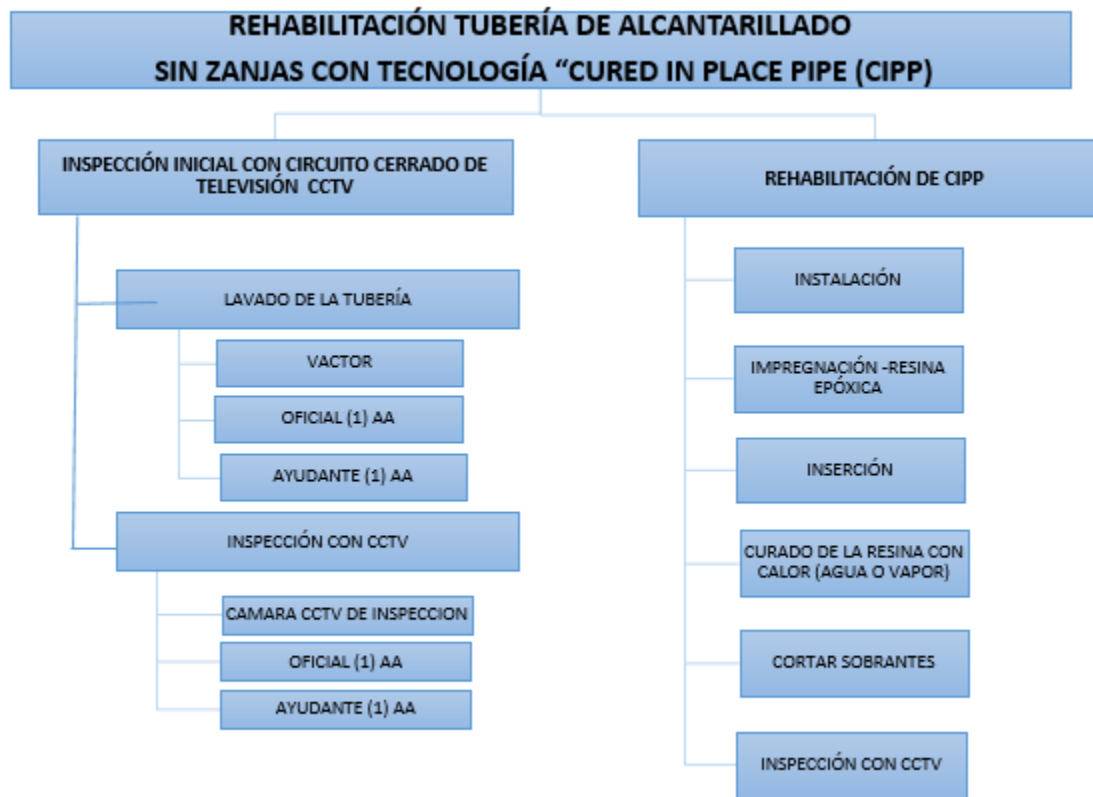 REHABILITACIÓN TUBERÍA DE ALCANTARILLADO
SIN ZANJAS CON TECNOLOGÍA “CURED IN PLACE PIPE (CIPP)
INSPECCIÓN INICIAL CON CIRCUITO CERRADO DE
TELEVISIÓN CCTV
LAVADO DE LA TUBERÍA
VACTOR
OFICIAL (1) AA
AYUDANTE (1) AA
INSPECCIÓN CON CCTV
CAMARA CCTV DE INSPECCION
OFICIAL (1) AA
AYUDANTE (1) AA
REHABILITACIÓN DE CIPP
INSTALACIÓN
IMPREGNACIÓN -RESINA
EPÓXICA
INSERCIÓN
CURADO DE LA RESINA CON
CALOR (AGUA O VAPOR)
CORTAR SOBRANTES
INSPECCIÓN CON CCTV